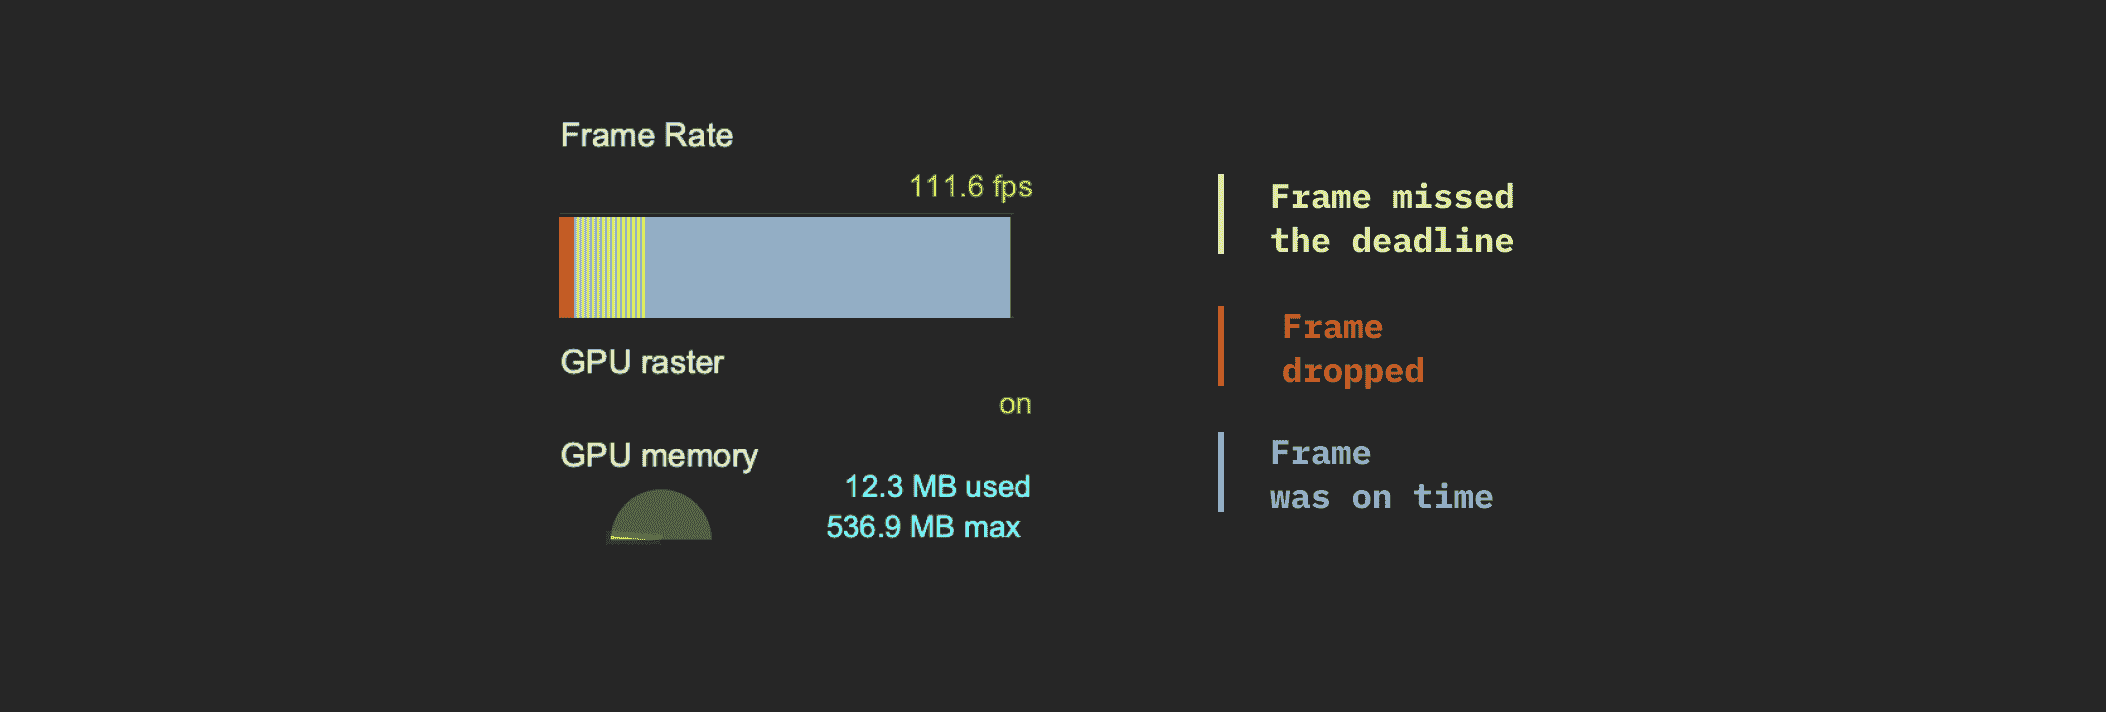 Frame Rate
111.6 fps
GPU raster
on
GPU memory
12.3 MB used
536.9 MB max
Frame missed
the deadline
Frame
dropped
Frame
was on time